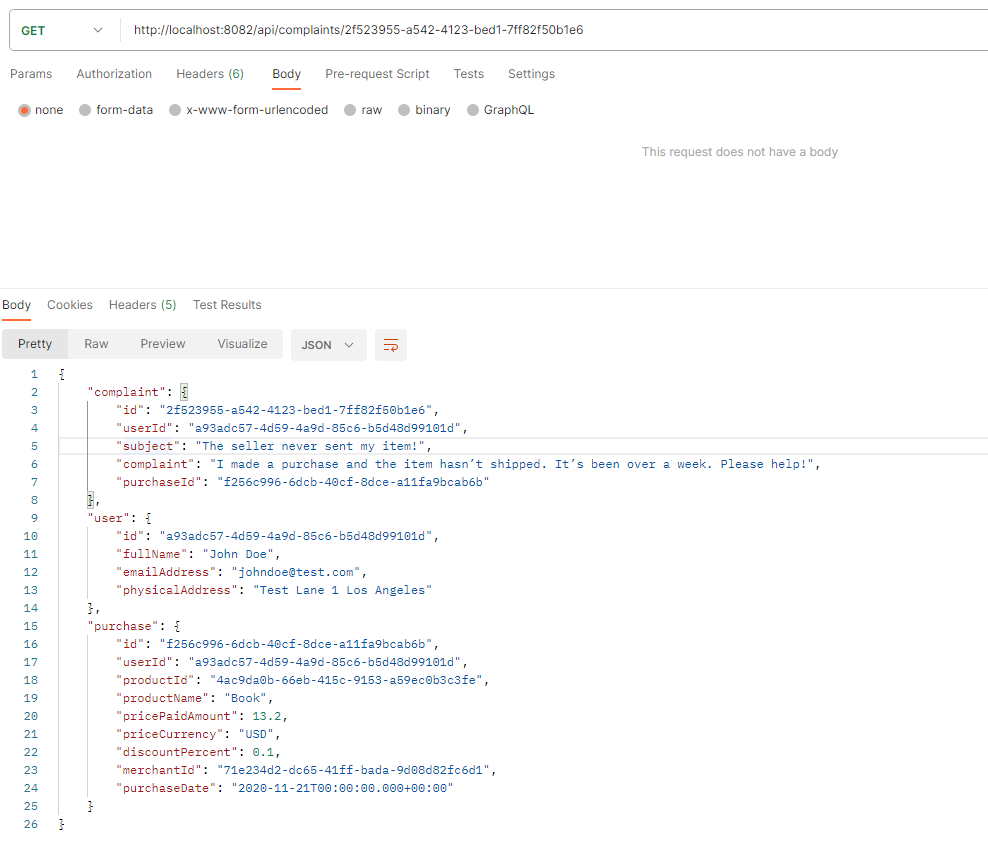 GET http://localhost:8082/api/complaints/2f523955-a542-4123-bed1-7ff82f50b1e6
Params Authorization Headers (6) Body Pre-request Script Tests Settings
none form-data x-www-form-urlencoded raw binary GraphQL
This request does not have a body
Body Cookies Headers (5) Test Results
Pretty Raw Preview Visualize JSON
1 {
2 "complaint": {
3 "id": "2f523955-a542-4123-bed1-7ff82f50b1e6",
4 "userId": "a93adc57-4d59-4a9d-85c6-b5d48d99101d",
5 "subject": "The seller never sent my item!",
6 "complaint": "I made a purchase and the item hasn’t shipped. It’s been over a week. Please help!",
7 "purchaseId": "f256c996-6dcb-40cf-8dce-a11fa9bcab6b"
8 },
9 "user": {
10 "id": "a93adc57-4d59-4a9d-85c6-b5d48d99101d",
11 "fullName": "John Doe",
12 "emailAddress": "johndoe@test.com",
13 "physicalAddress": "Test Lane 1 Los Angeles"
14 },
15 "purchase": {
16 "id": "f256c996-6dcb-40cf-8dce-a11fa9bcab6b",
17 "userId": "a93adc57-4d59-4a9d-85c6-b5d48d99101d",
18 "productId": "4ac9da0b-66eb-415c-9153-a59ec0b3c3fe",
19 "productName": "Book",
20 "pricePaidAmount": 13.2,
21 "priceCurrency": "USD",
22 "discountPercent": 0.1,
23 "merchantId": "71e234d2-dc65-41ff-bada-9d08d82fc6d1",
24 "purchaseDate": "2020-11-21T00:00:00.000+00:00"
25 }
26 }